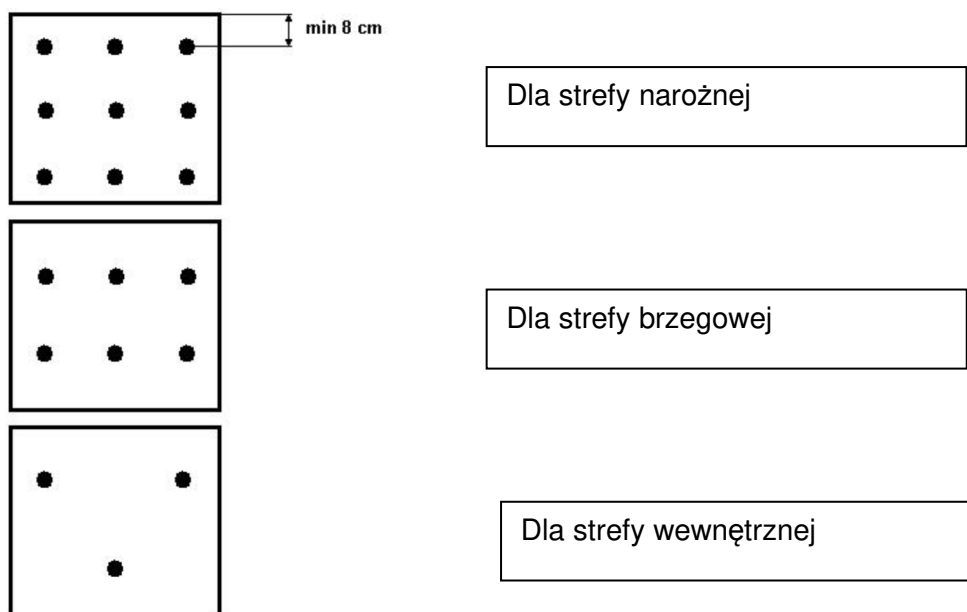 min 8 cm
Dla strefy narożnej
Dla strefy brzegowej
Dla strefy wewnętrznej